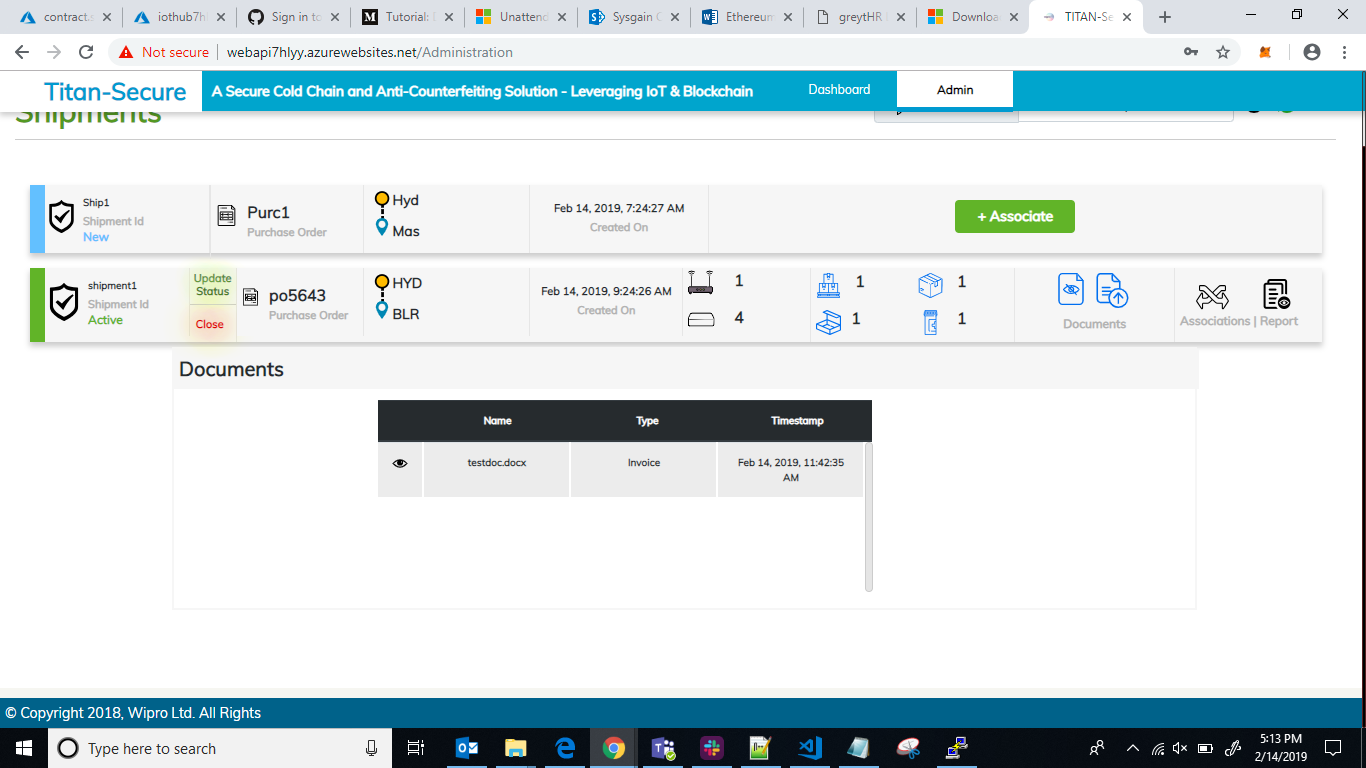 contract.s
iothub7h
Sign in to
Tutorial:
Unattend
Sysgain
Ethereum
greytHR
Downloa
TITAN-Se
Not secure
webapi7hlyy.azurewebsites.net/Administration
Titan-Secure
A Secure Cold Chain and Anti-Counterfeiting Solution - Leveraging IoT & Blockchain
Dashboard
Admin
Shipments
Ship1
Shipment Id
New
Purc1
Purchase Order
Hyd
Mas
Feb 14, 2019, 7:24:27 AM
Created On
+ Associate
shipment1
Shipment Id
Active
Update
Status
Close
po5643
Purchase Order
HYD
BLR
Feb 14, 2019, 9:24:26 AM
Created On
1
4
1
1
1
1
Documents
Associations | Report
Documents
Name Type Timestamp
testdoc.docx Invoice Feb 14, 2019, 11:42:35
AM
© Copyright 2018, Wipro Ltd. All Rights
Type here to search
5:13 PM
2/14/2019